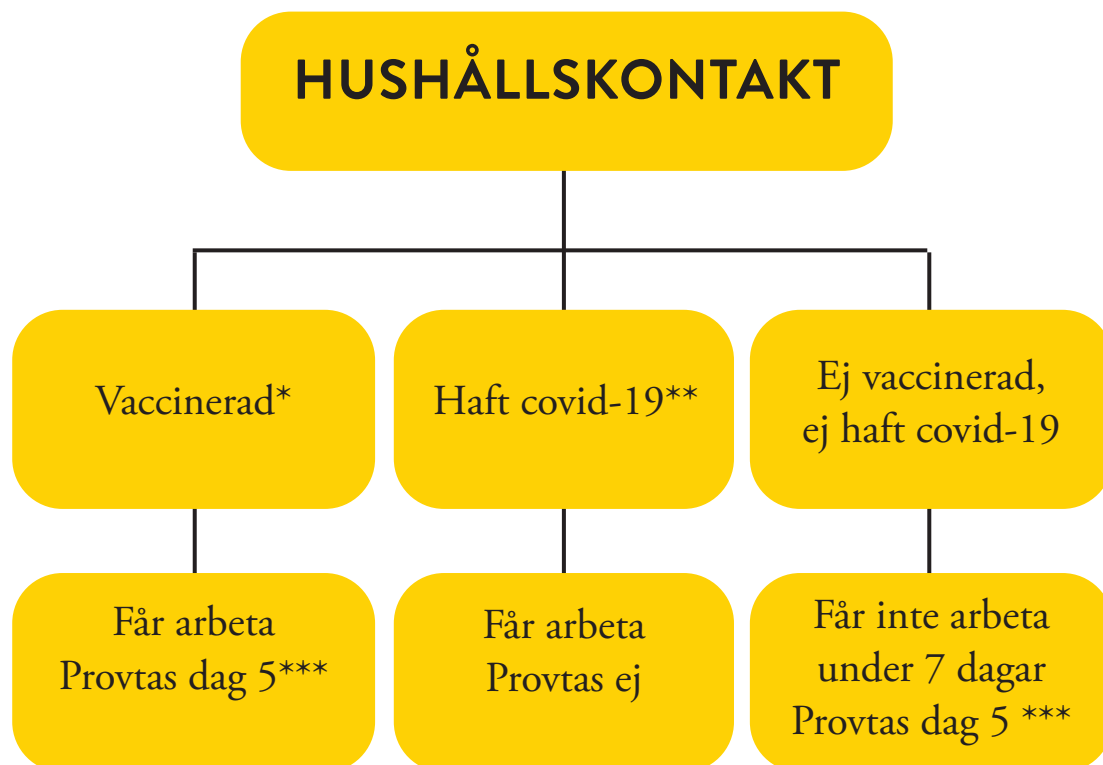 HUSHÅLLSKONTAKT
Vaccinerad*
Haft covid-19**
Ej vaccinerad,
ej haft covid-19
Får arbeta
Provtas dag 5***
Får arbeta
Provtas ej
Får inte arbeta
under 7 dagar
Provtas dag 5 ***